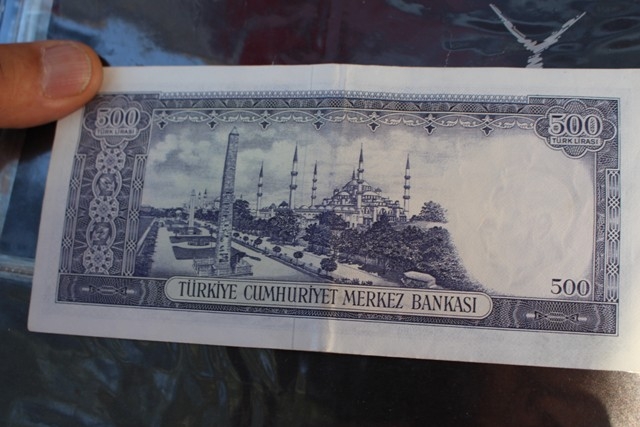 500
TÜRK LİRASI
500
TÜRK LİRASI
500
TÜRKİYE CUMHURİYET MERKEZ BANKASI